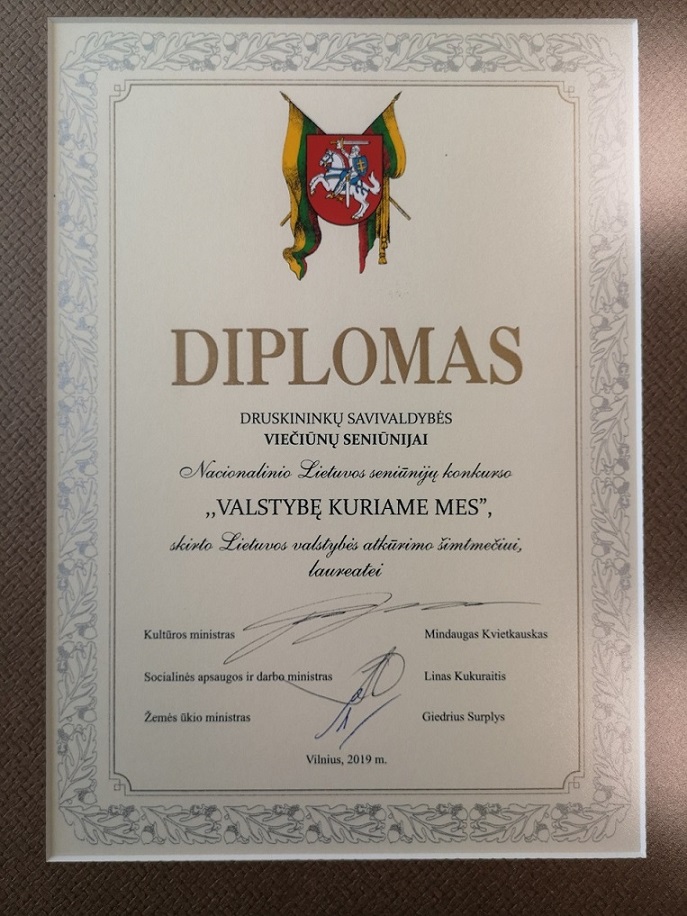 DIPLOMAS
DRUSKININKŲ SAVIVALDYBĖS
VIEČIŪNŲ SENIŪNIJAI
Nacionalinio Lietuvos seniūnijų konkurso
,,VALSTYBĘ KURIAME MES”,
skirto Lietuvos valstybės atkūrimo šimtmečiui,
laureatei
Kultūros ministras Mindaugas Kvietkauskas
Socialinės apsaugos ir darbo ministras Linas Kukuraitis
Žemės ūkio ministras Giedrius Surplys
Vilnius, 2019 m.